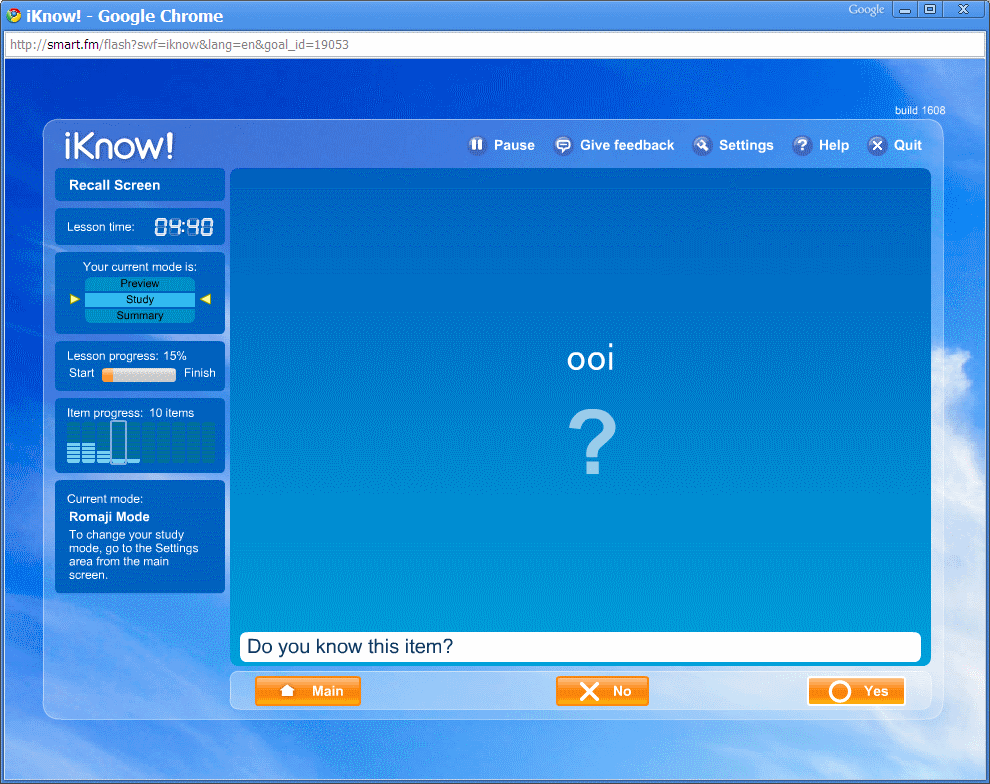 iKnow! - Google Chrome
Google
http://smart.fm/flash?swf=iknow&lang=en&goal_id=19053
build 1608
iKnow!
Pause
Give feedback
Settings
Help
Quit
Recall Screen
Lesson time: 04:40
Your current mode is:
Preview
Study
Summary
Lesson progress: 15%
Start
Finish
Item progress: 10 items
Current mode:
Romaji Mode
To change your study
mode, go to the Settings
area from the main
screen.
ooi
?
Do you know this item?
Main
No
Yes